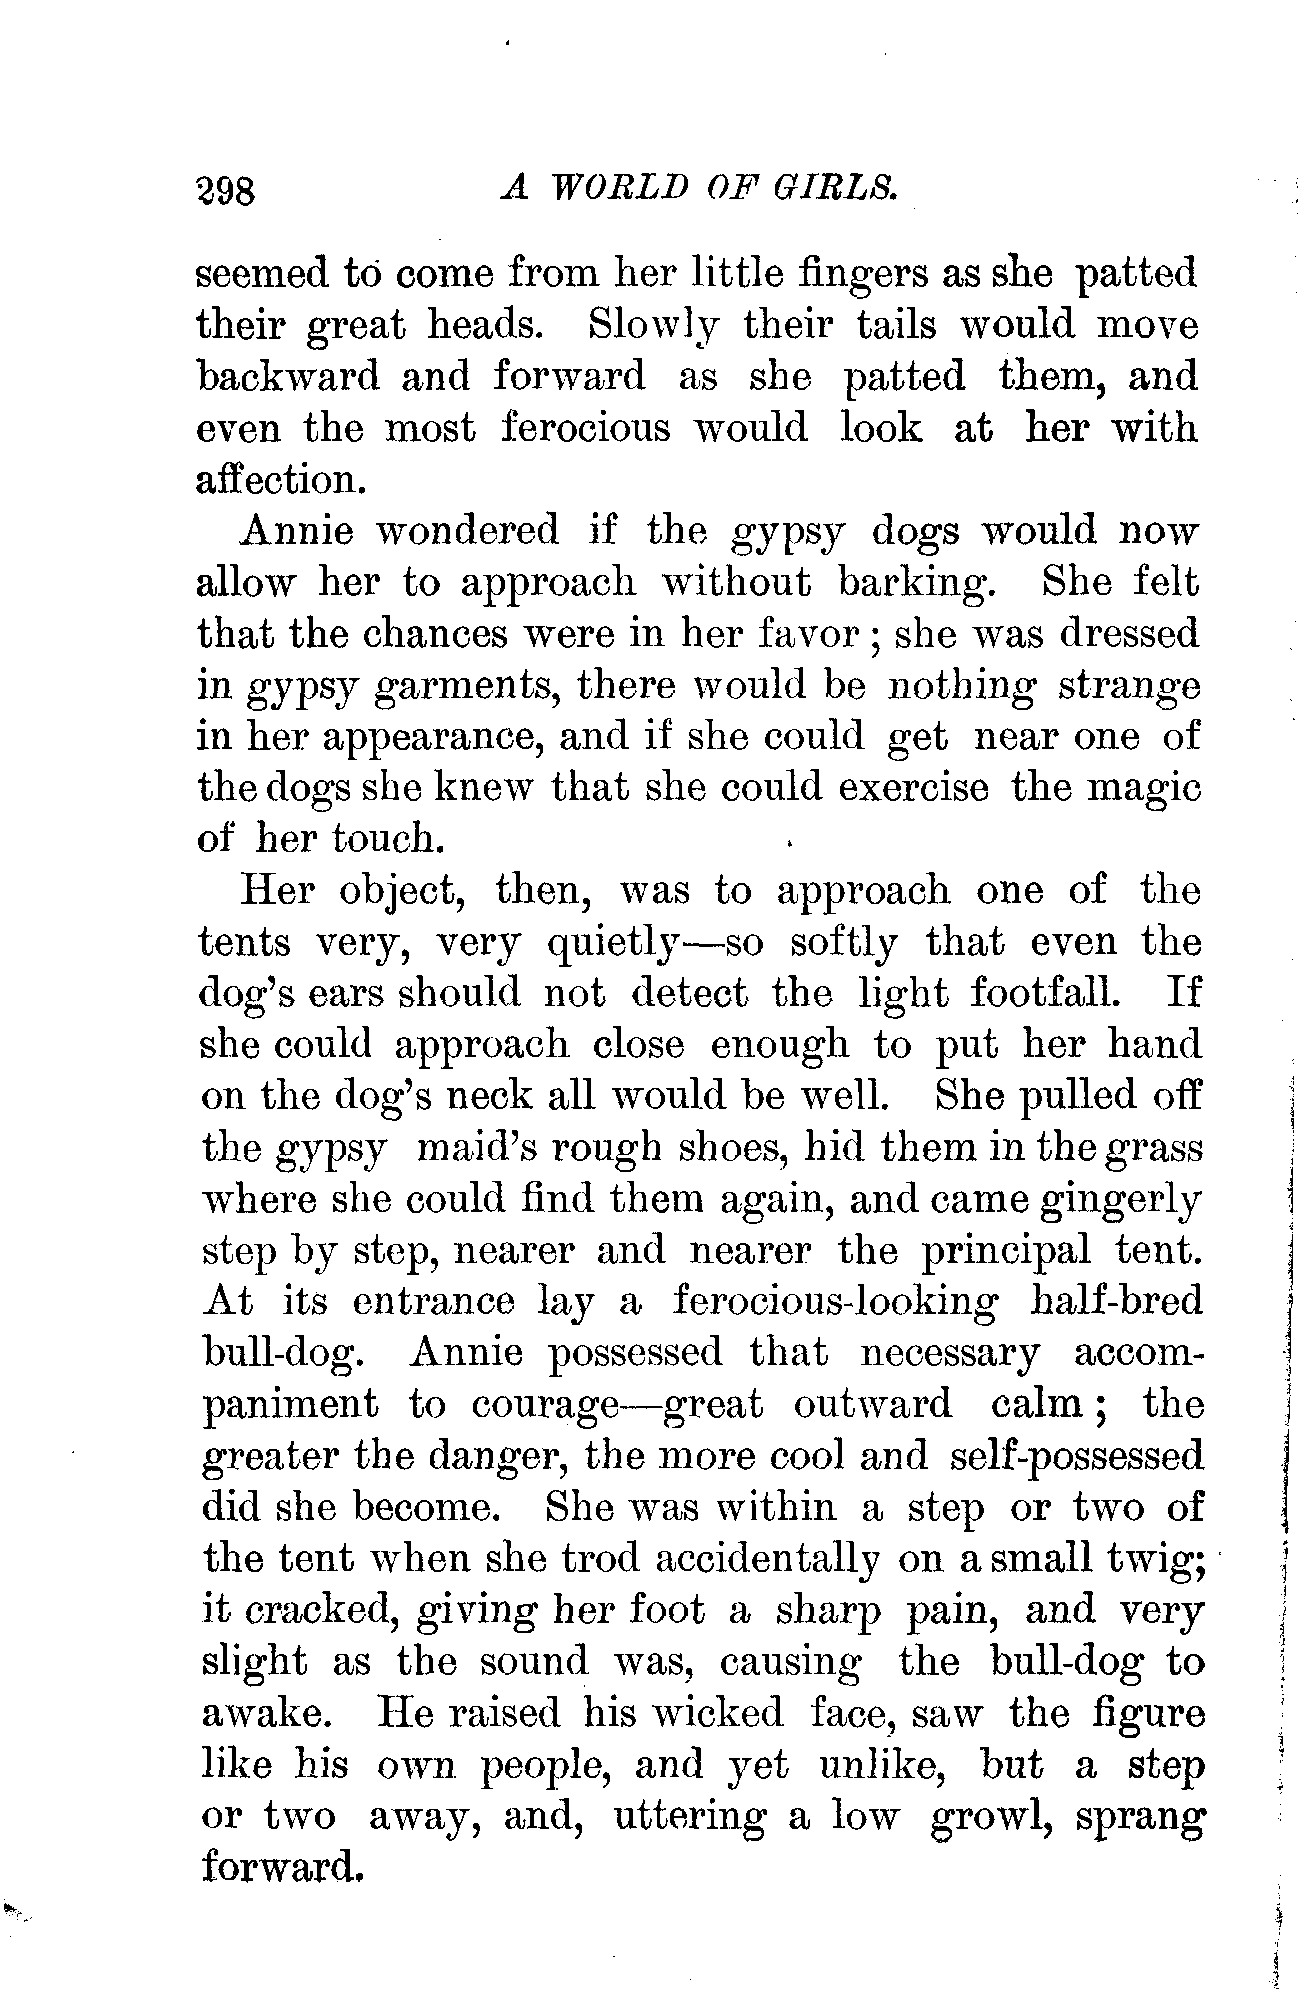 298 A WORLD OF GIRLS.
seemed to come from her little fingers as she patted
their great heads. Slowly their tails would move
backward and forward as she patted them, and
even the most ferocious would look at her with
affection.
Annie wondered if the gypsy dogs would now
allow her to approach without barking. She felt
that the chances were in her favor; she was dressed
in gypsy garments, there would be nothing strange
in her appearance, and if she could get near one of
the dogs she knew that she could exercise the magic
of her touch.
Her object, then, was to approach one of the
tents very, very quietly—so softly that even the
dog's ears should not detect the light footfall. If
she could approach close enough to put her hand
on the dog's neck all would be well. She pulled off
the gypsy maid's rough shoes, hid them in the grass
where she could find them again, and came gingerly
step by step, nearer and nearer the principal tent.
At its entrance lay a ferocious-looking half-bred
bull-dog. Annie possessed that necessary accom-
paniment to courage—great outward calm; the
greater the danger, the more cool and self-possessed
did she become. She was within a step or two of
the tent when she trod accidentally on a small twig;
it cracked, giving her foot a sharp pain, and very
slight as the sound was, causing the bull-dog to
awake. He raised his wicked face, saw the figure
like his own people, and yet unlike, but a step
or two away, and, uttering a low growl, sprang
forward.